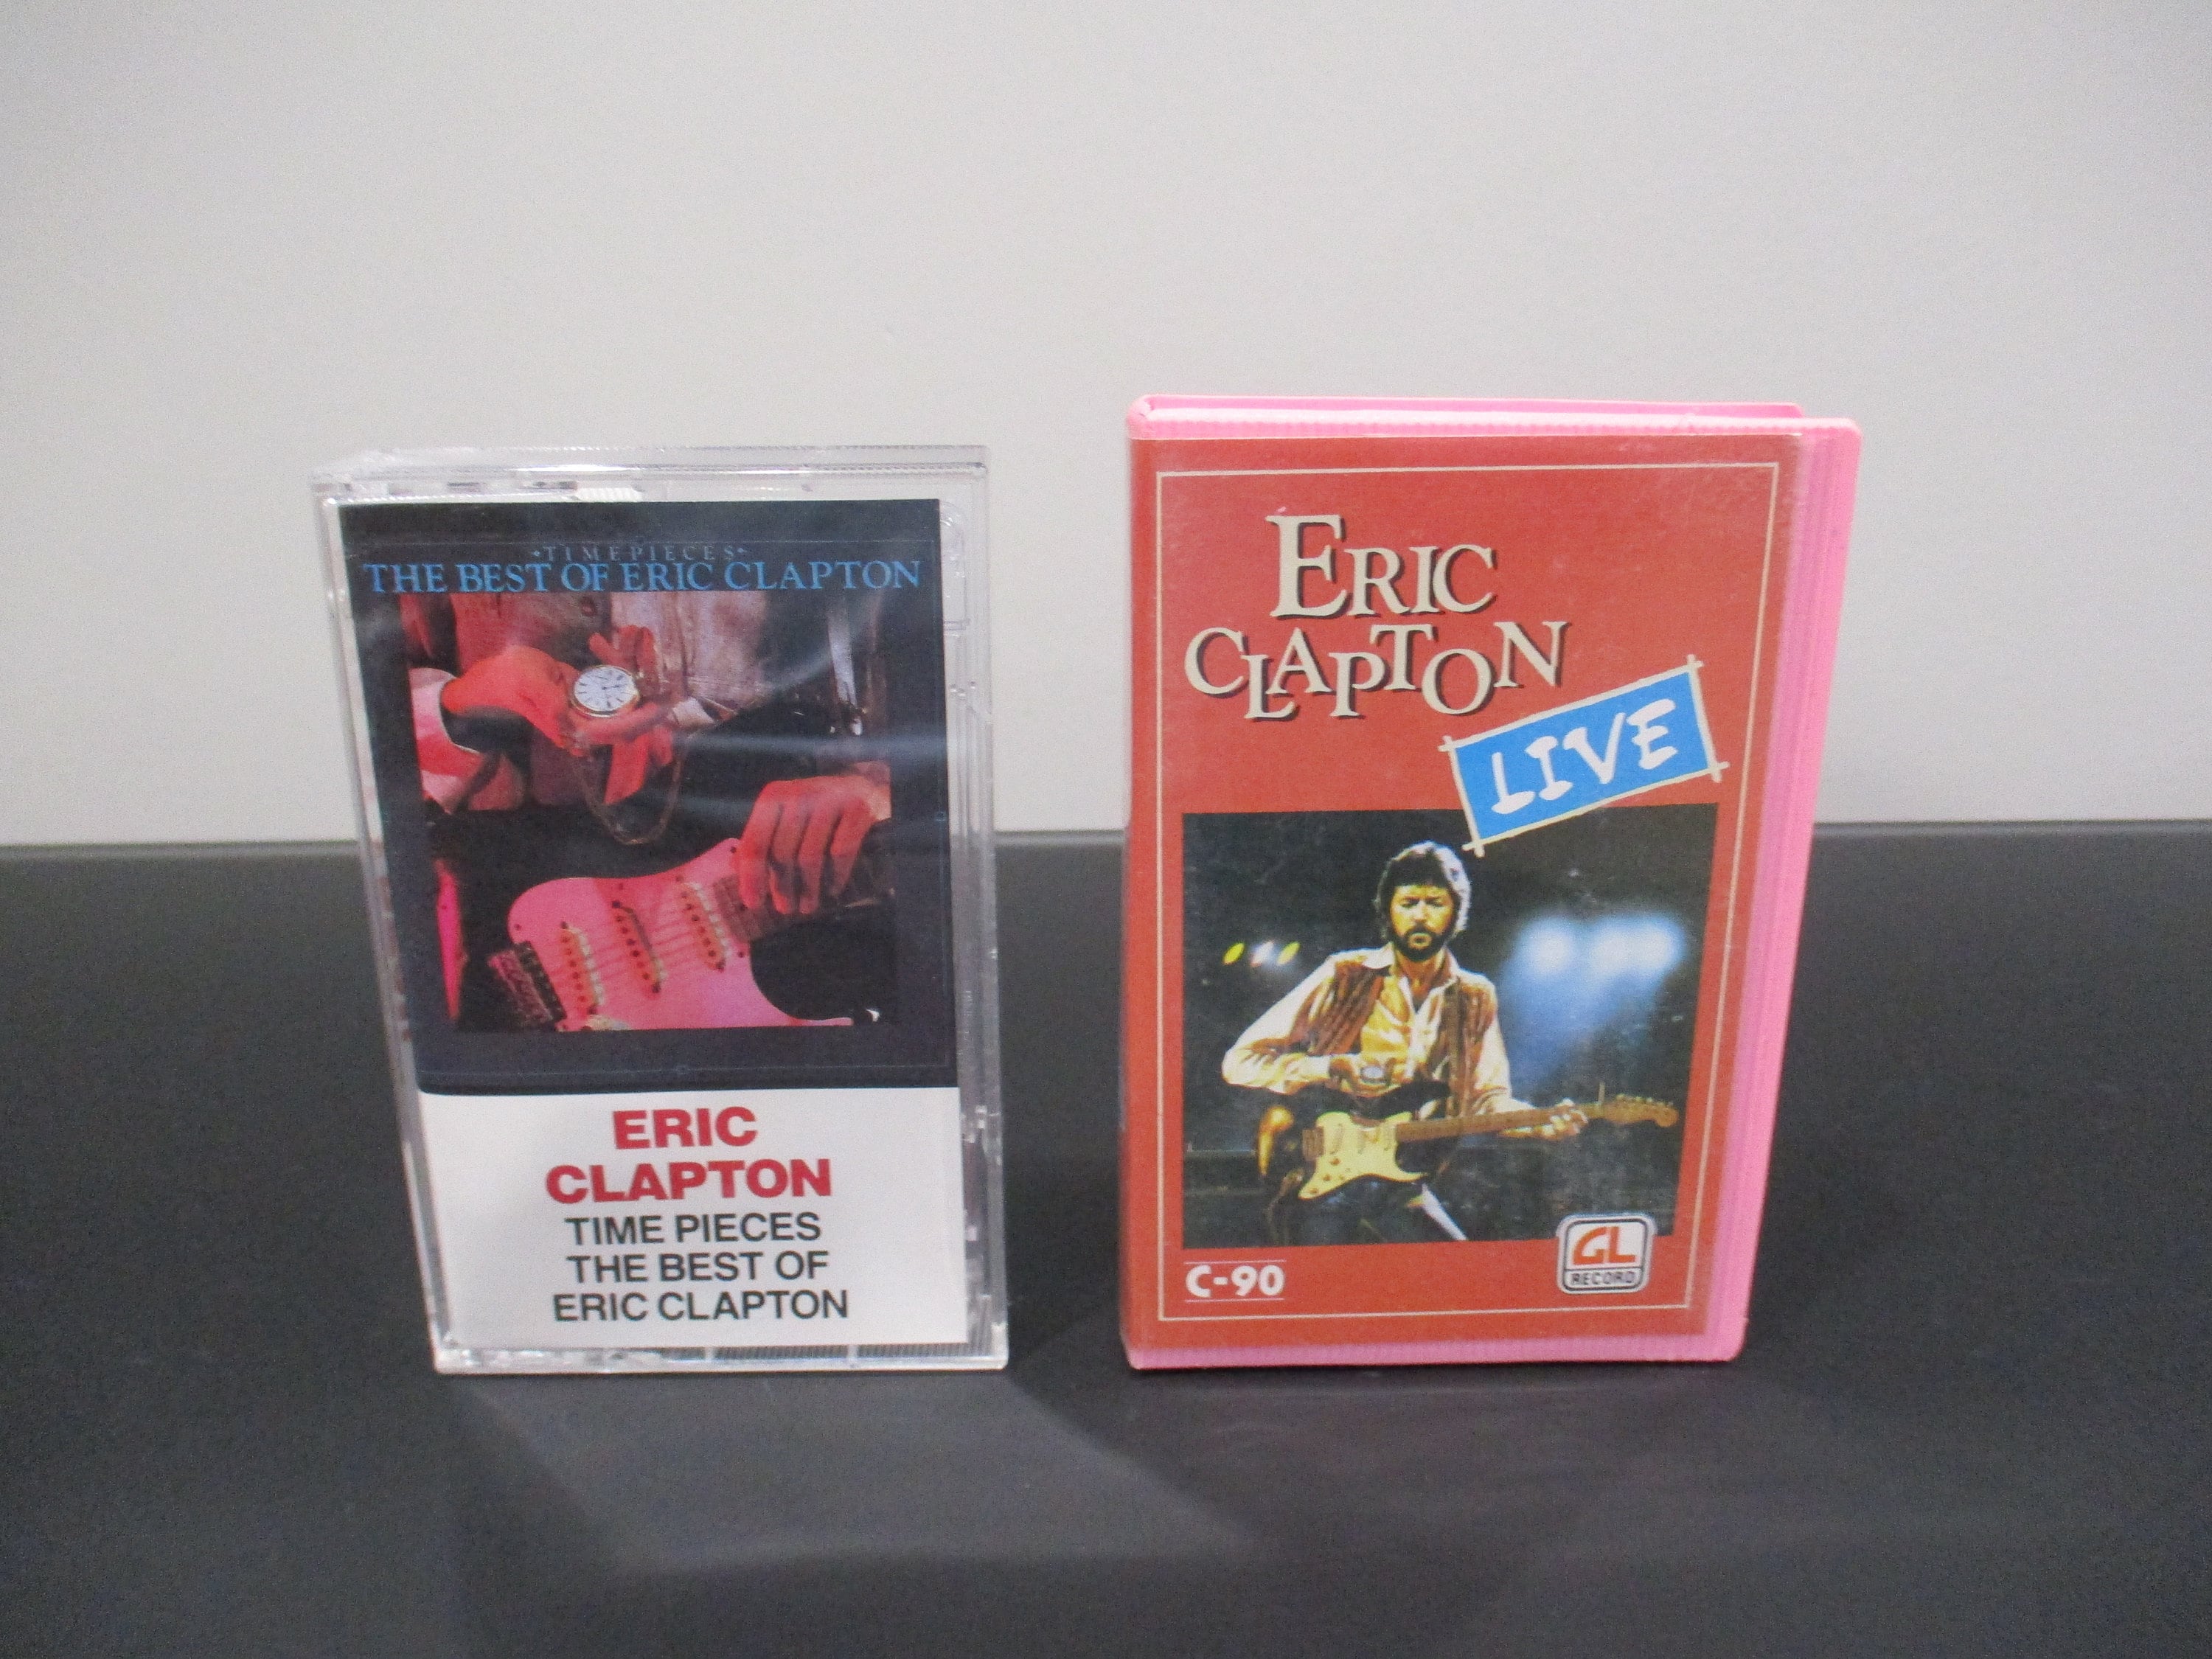 TIMEPIECES
THE BEST OF ERIC CLAPTON
ERIC
CLAPTON
TIME PIECES
THE BEST OF
ERIC CLAPTON
ERIC
CLAPTON
LIVE
C-90
GL
RECORD